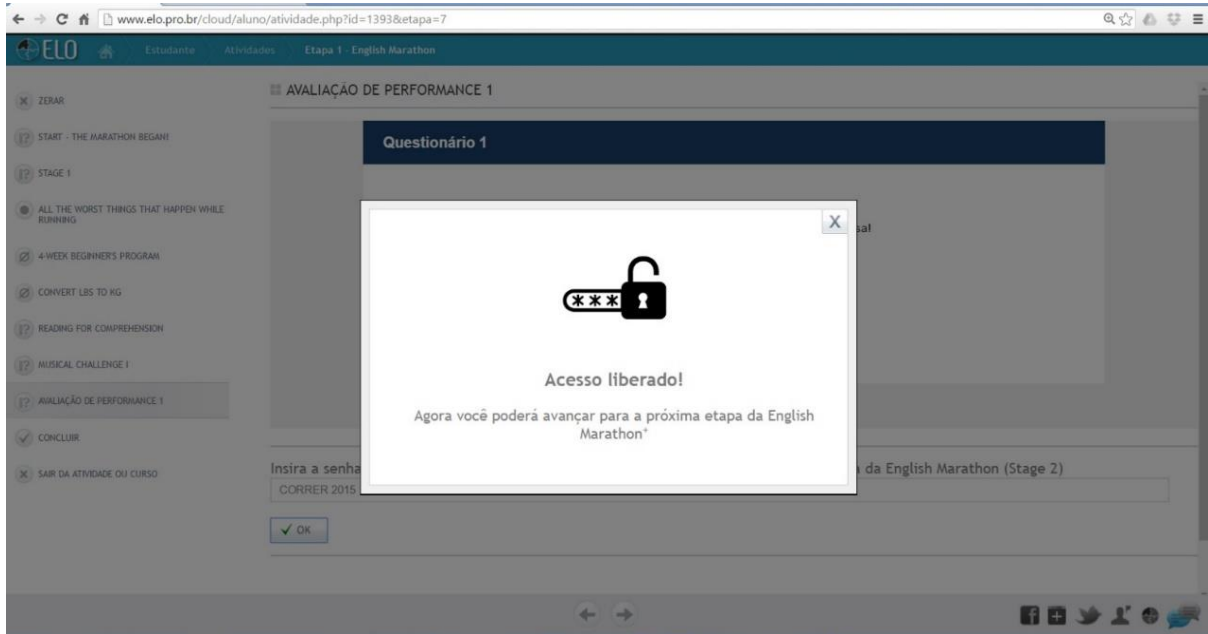 www.elo.pro.br/cloud/aluno/atividade.php?id=1393&etapa=7
ELO Estudante Atividades Etapa 1 - English Marathon
ZERAR
START - THE MARATHON BEGAN!
STAGE 1
ALL THE WORST THINGS THAT HAPPEN WHILE
RUNNING
4-WEEK BEGINNER'S PROGRAM
CONVERT LBS TO KG
READING FOR COMPREHENSION
MUSICAL CHALLENGE I
AVALIAÇÃO DE PERFORMANCE 1
CONCLUIR
SAIR DA ATIVIDADE OU CURSO
AVALIAÇÃO DE PERFORMANCE 1
Questionário 1
sa!
X
***
Acesso liberado!
Agora você poderá avançar para a próxima etapa da English
Marathon*
Insira a senha
da English Marathon (Stage 2)
CORRER 2015
OK